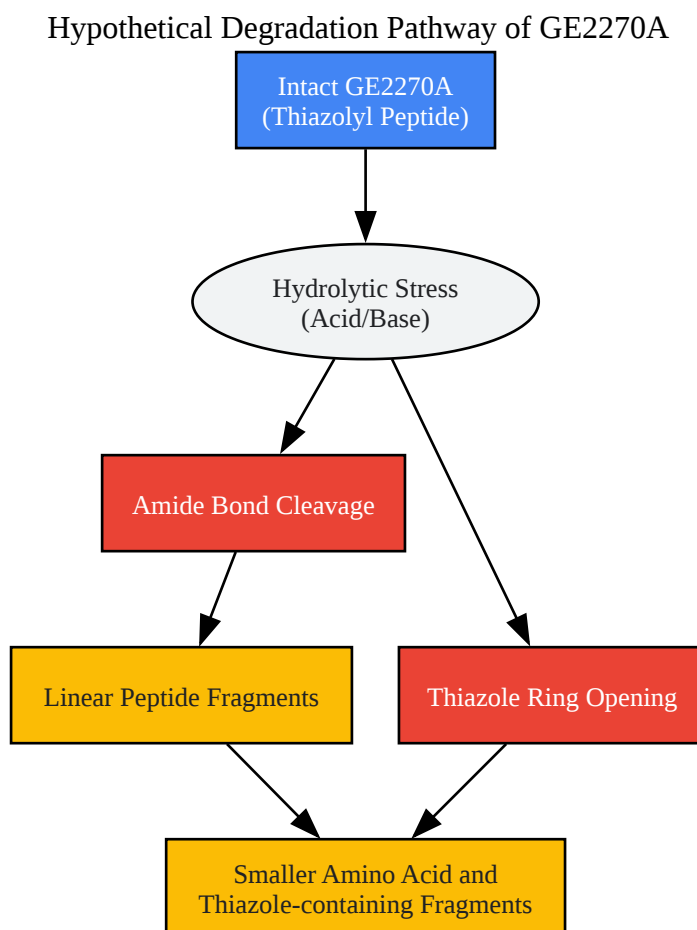 Hypothetical Degradation Pathway of GE2270A
Intact GE2270A
(Thiazolyl Peptide)
Hydrolytic Stress
(Acid/Base)
Amide Bond Cleavage
Linear Peptide Fragments
Thiazole Ring Opening
Smaller Amino Acid and
Thiazole-containing Fragments